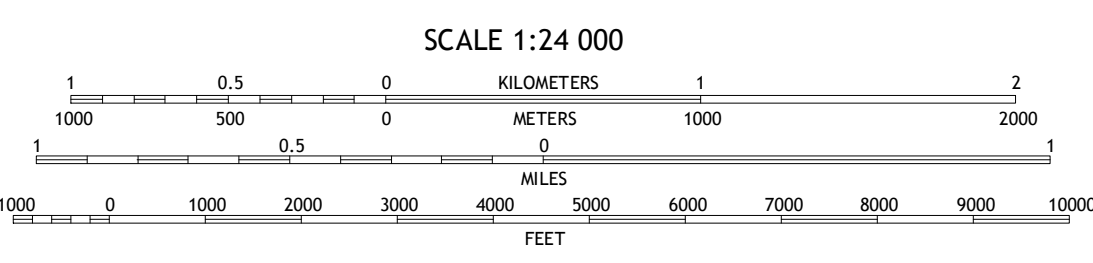 SCALE 1:24 000
1 0.5 0 KILOMETERS 1 2
1000 500 0 METERS 1000 2000
1 0.5 0 1
MILES
1000 0 1000 2000 3000 4000 5000 6000 7000 8000 9000 10000
FEET